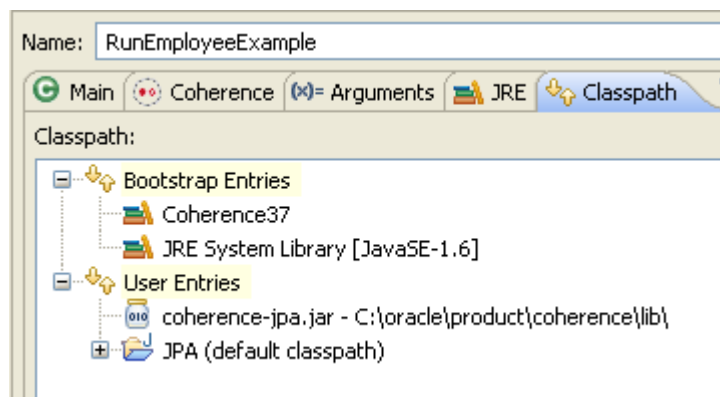 Name: RunEmployeeExample
Main Coherence (x)= Arguments JRE Classpath
Classpath:
Bootstrap Entries
Coherence37
JRE System Library [JavaSE-1.6]
User Entries
coherence-jpa.jar - C:\oracle\product\coherence\lib\
JPA (default classpath)